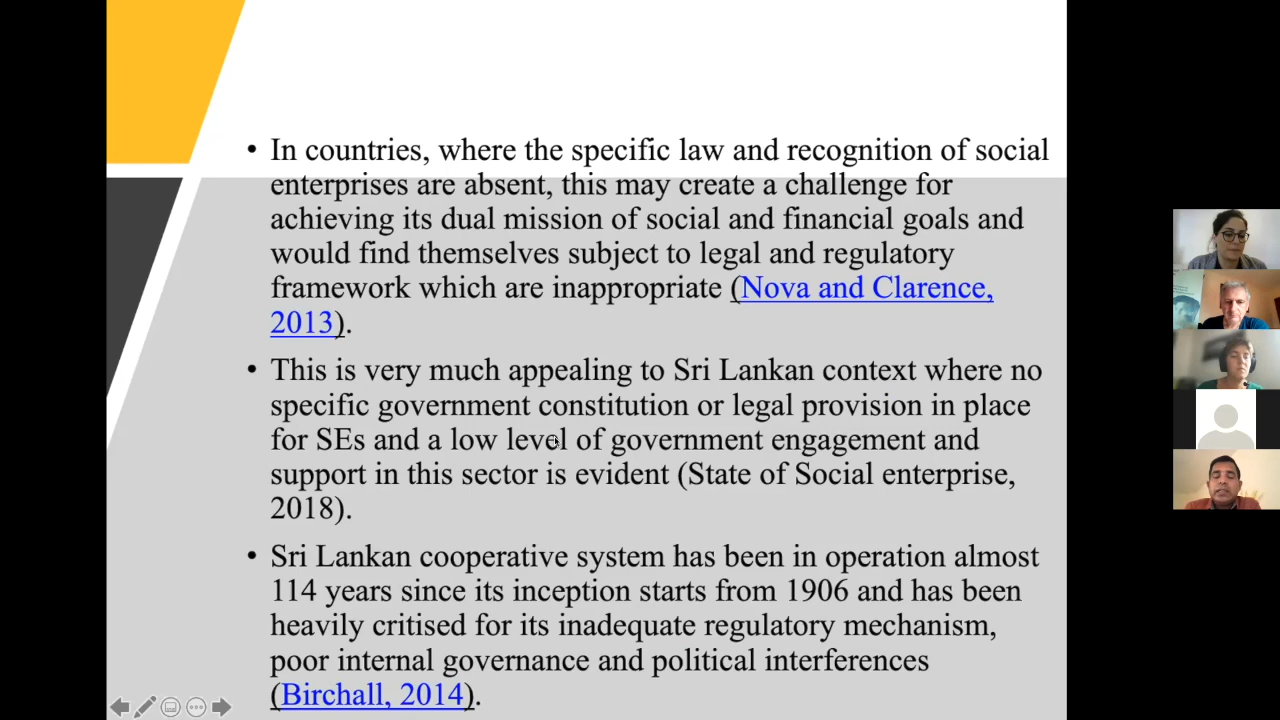 • In countries, where the specific law and recognition of social
enterprises are absent, this may create a challenge for
achieving its dual mission of social and financial goals and
would find themselves subject to legal and regulatory
framework which are inappropriate (Nova and Clarence,
2013).
• This is very much appealing to Sri Lankan context where no
specific government constitution or legal provision in place
for SEs and a low level of government engagement and
support in this sector is evident (State of Social enterprise,
2018).
• Sri Lankan cooperative system has been in operation almost
114 years since its inception starts from 1906 and has been
heavily critised for its inadequate regulatory mechanism,
poor internal governance and political interferences
(Birchall, 2014).